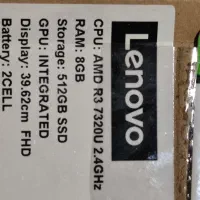 Lenovo
CPU: AMD R3 7320U 2.4GHz
RAM: 8GB
Storage: 512GB SSD
GPU: INTEGRATED
Display: 39.62cm FHD
Battery: 2CELL